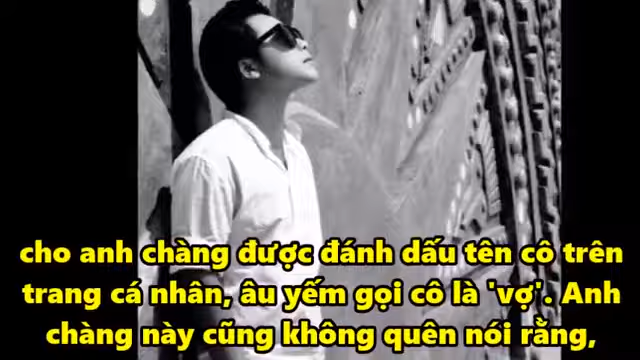 cho anh chàng được đánh dấu tên cô trên
trang cá nhân, âu yếm gọi cô là 'vợ'. Anh
chàng này cũng không quên nói rằng,